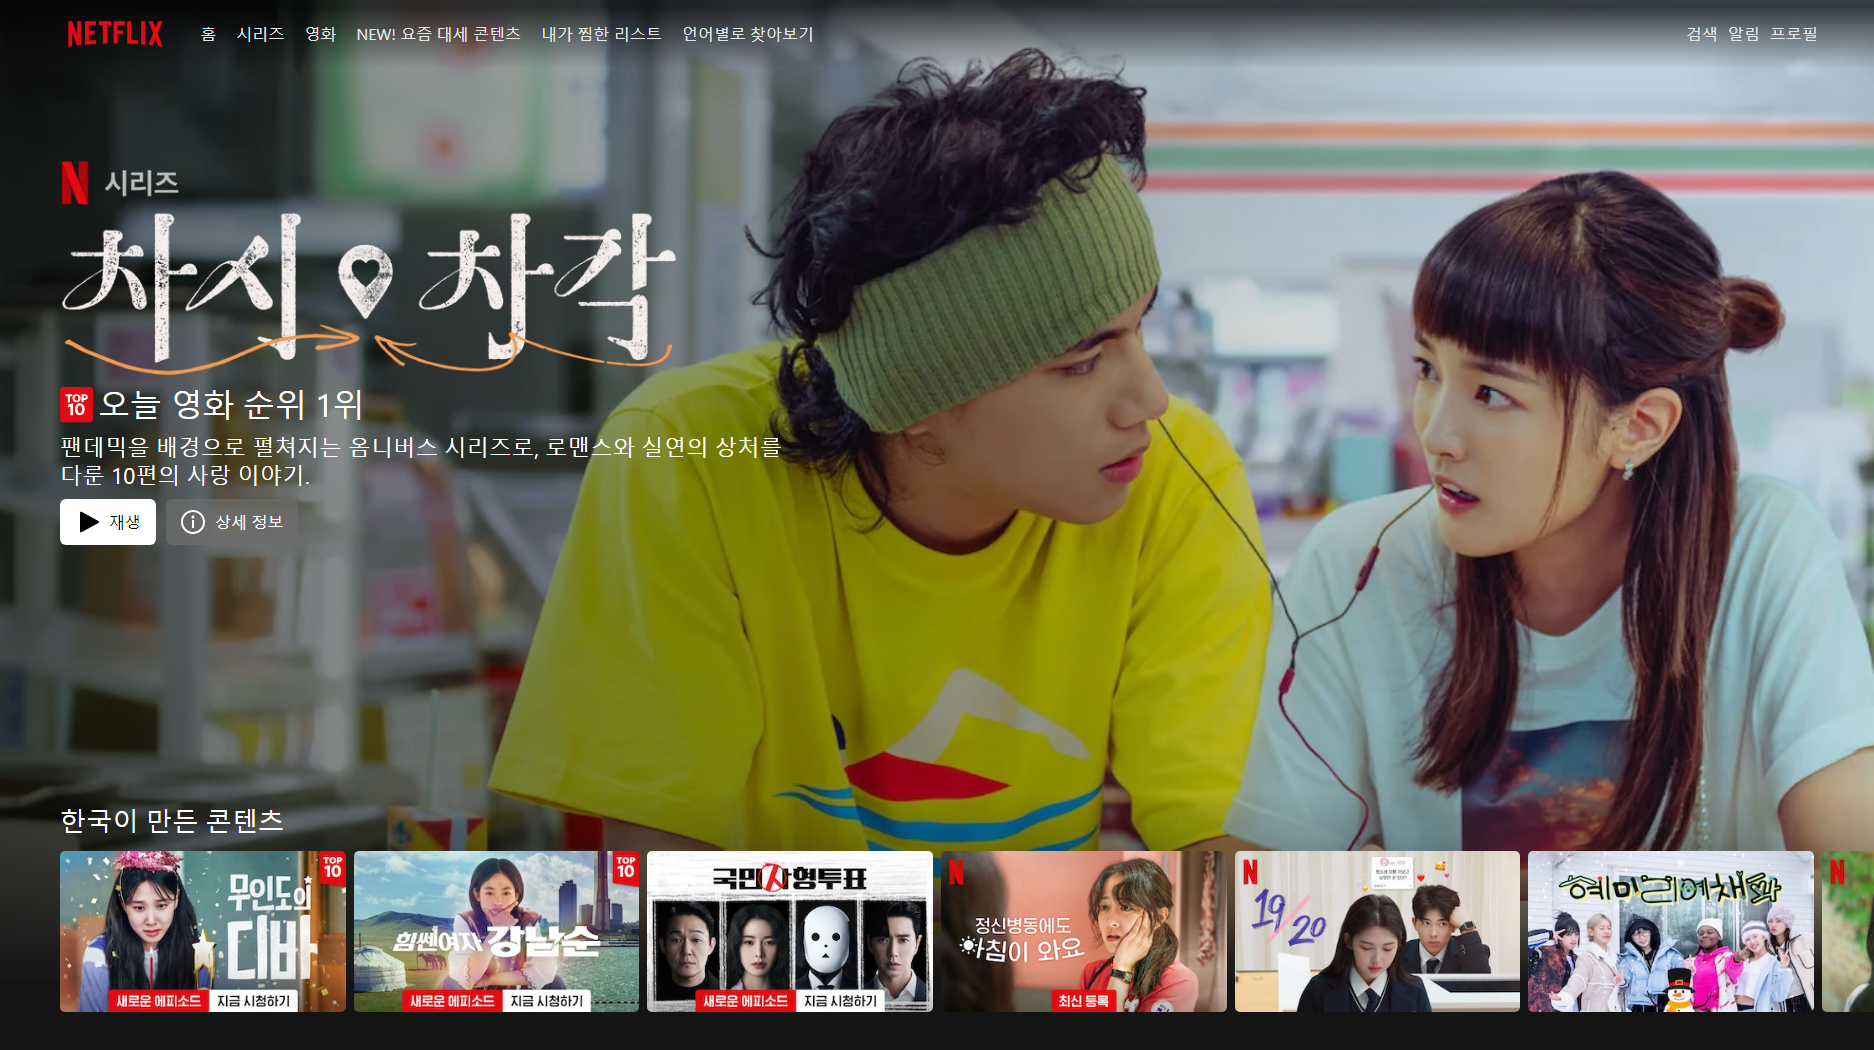 NETFLIX 홈 시리즈 영화 NEW! 요즘 대세 콘텐츠 내가 찜한 리스트 언어별로 찾아보기 검색 알림 프로필
N 시리즈
차시 찬각
TOP 10 오늘 영화 순위 1위
팬데믹을 배경으로 펼쳐지는 옴니버스 시리즈로, 로맨스와 실연의 상처를
다룬 10편의 사랑 이야기.
재생 상세 정보
한국이 만든 콘텐츠
TOP
10
무인도의
디바
새로운 에피소드 지금 시청하기
TOP
10
힘쎈여자 강남순
새로운 에피소드 지금 시청하기
국민사형투표
새로운 에피소드 지금 시청하기
N
정신병동에도
아침이 와요
최신 등록
N
19/20
혜미리예채파
N